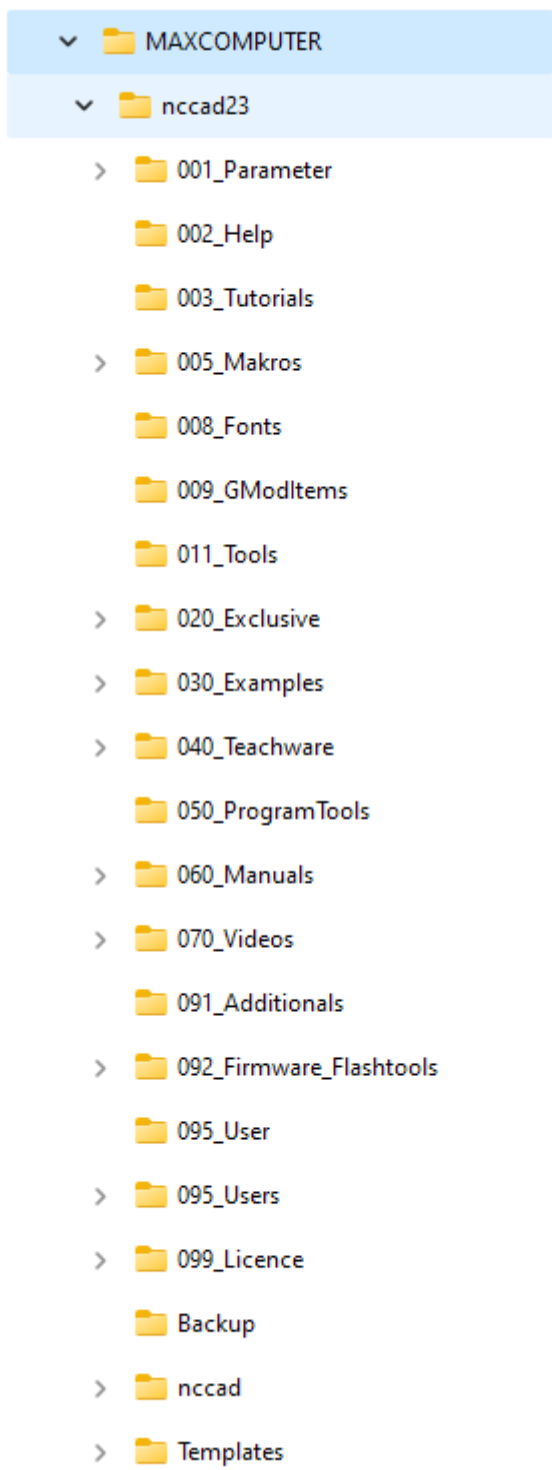 MAXCOMPUTER
nccad23
001_Parameter
002_Help
003_Tutorials
005_Makros
008_Fonts
009_GModItems
011_Tools
020_Exclusive
030_Examples
040_Teachware
050_ProgramTools
060_Manuals
070_Videos
091_Additionals
092_Firmware_Flashtools
095_User
095_Users
099_Licence
Backup
nccad
Templates